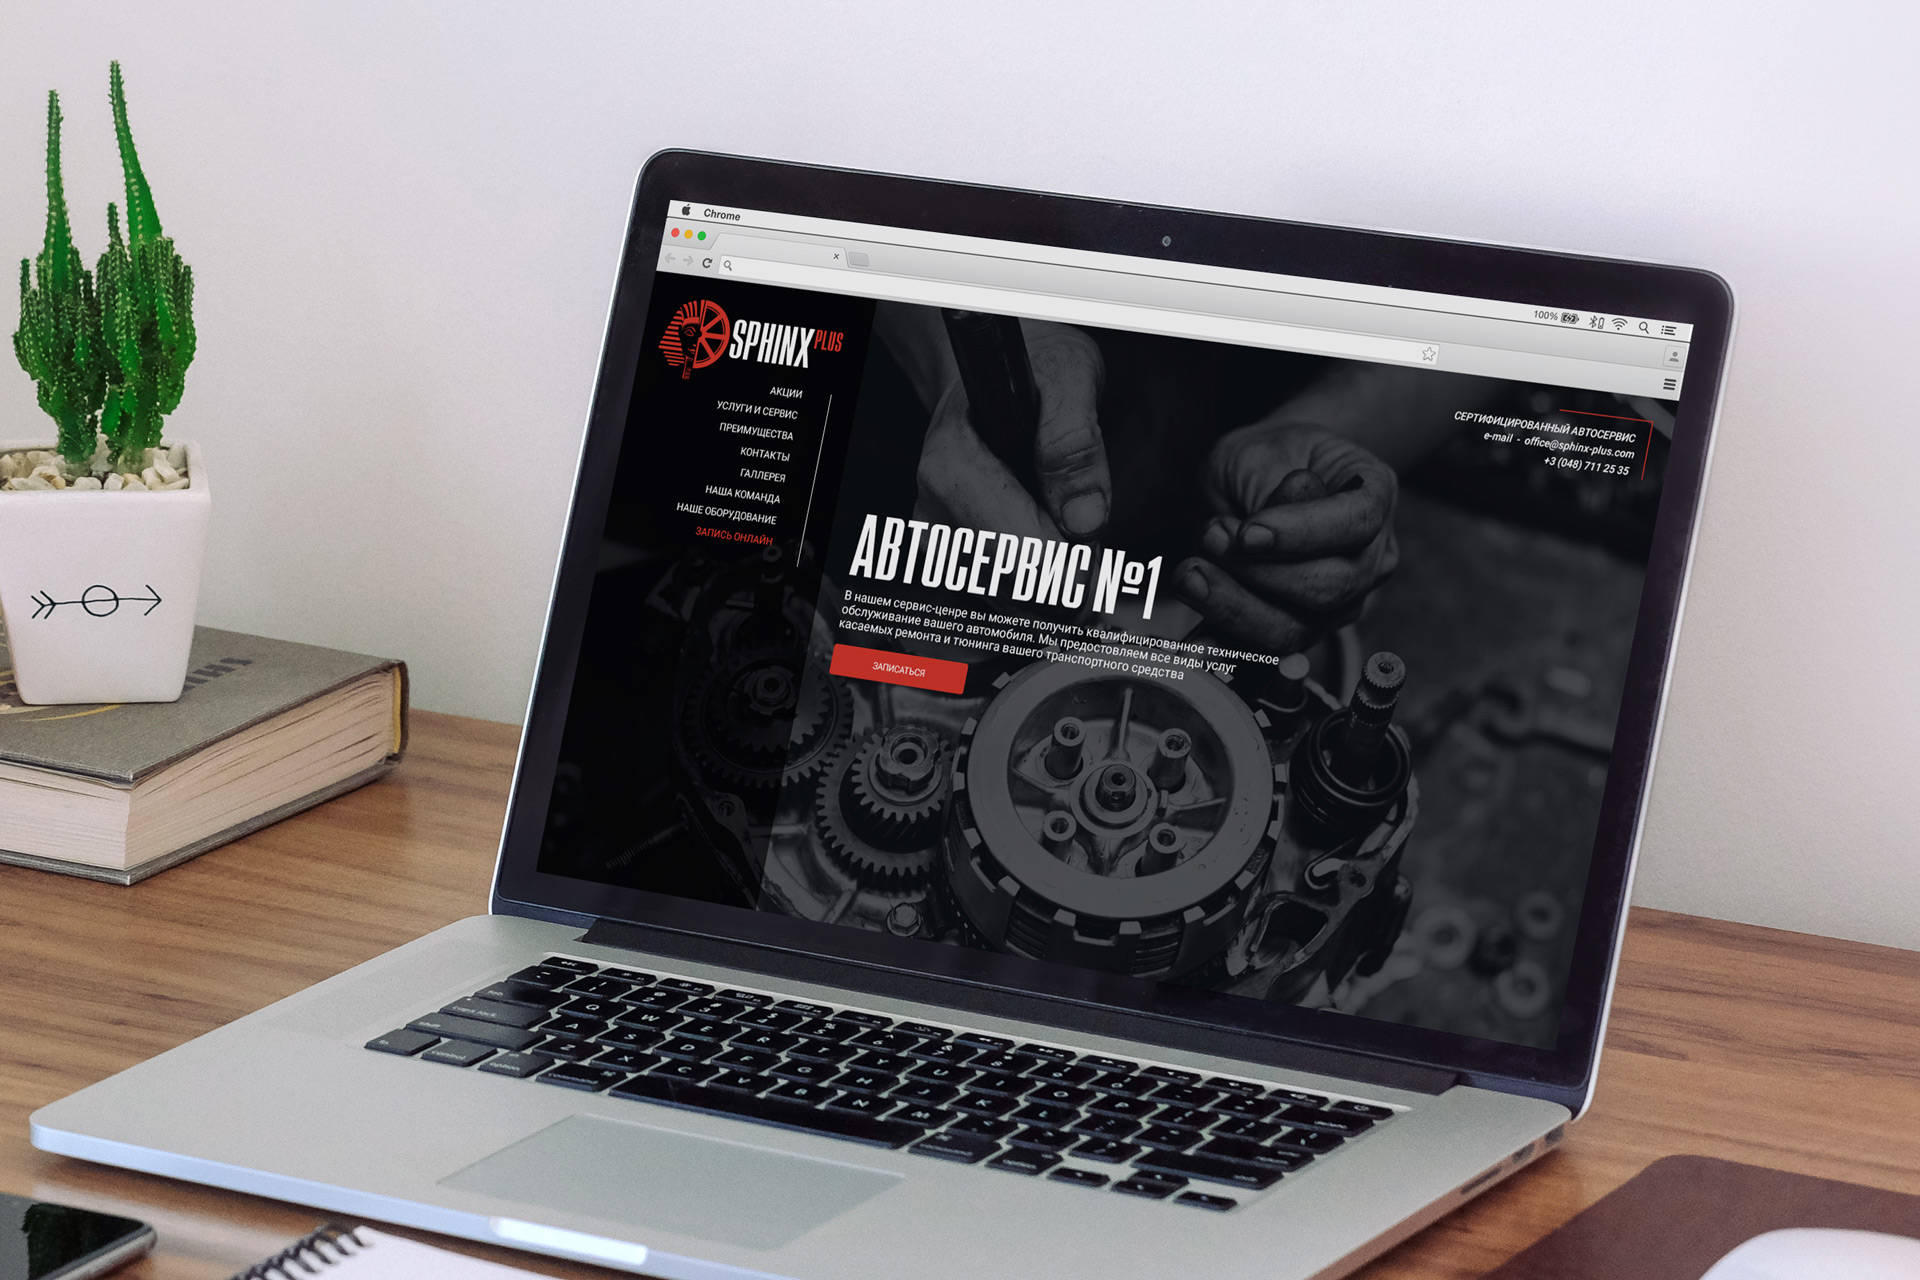 Chrome
100%
SPHINX PLUS
АКЦИИ
УСЛУГИ И СЕРВИС
ПРЕИМУЩЕСТВА
КОНТАКТЫ
ГАЛЛЕРЕЯ
НАША КОМАНДА
НАШЕ ОБОРУДОВАНИЕ
ЗАПИСЬ ОНЛАЙН
СЕРТИФИЦИРОВАННЫЙ АВТОСЕРВИС
e-mail - office@sphinx-plus.com
+3 (048) 711 25 35
АВТОСЕРВИС №1
В нашем сервис-ценре вы можете получить квалифицированное техническое
обслуживание вашего автомобиля. Мы предостовляем все виды услуг
касаемых ремонта и тюнинга вашего транспортного средства
ЗАПИСАТЬСЯ
Q W E R T Y U I O P
A S D F G H J K L
Z X C V B N M